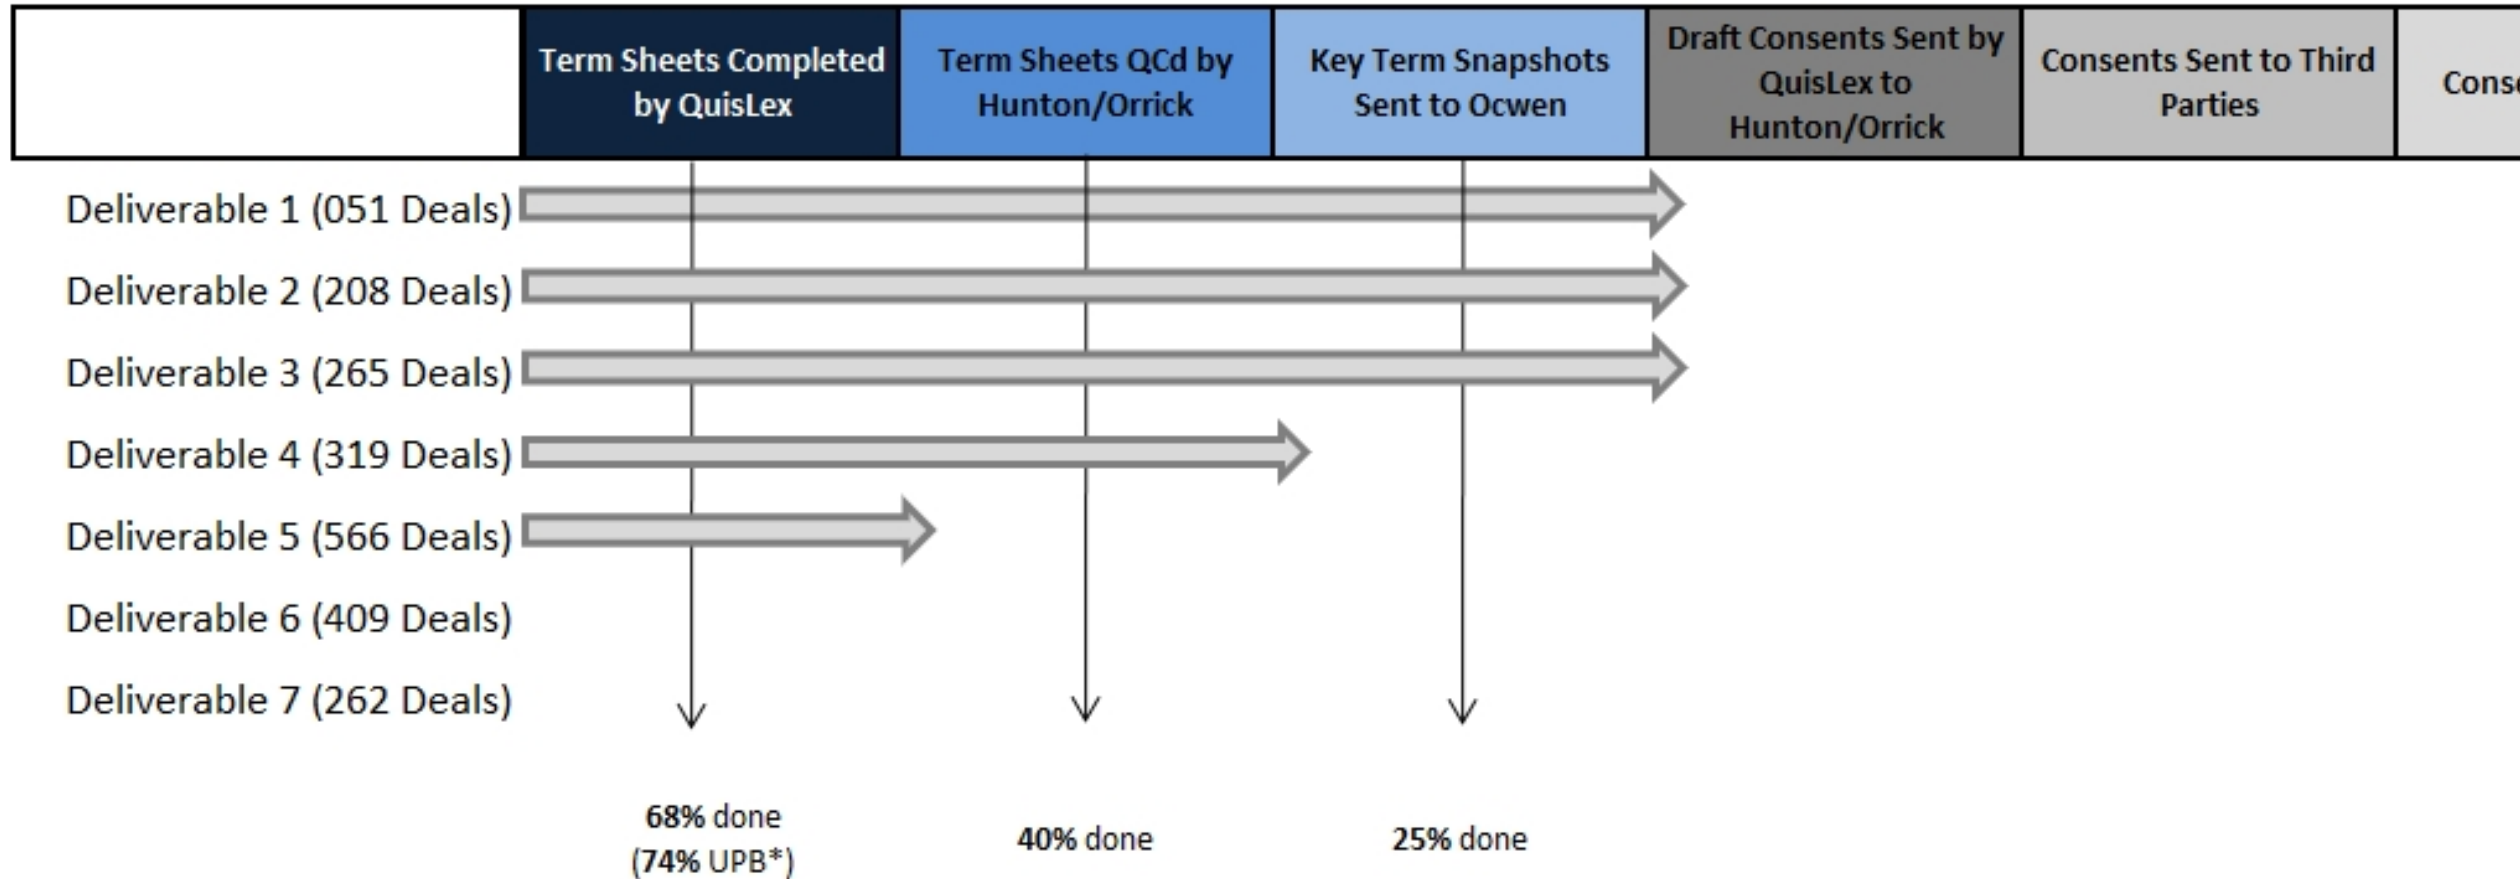 Term Sheets Completed
by QuisLex
Term Sheets QCd by
Hunton/Orrick
Key Term Snapshots
Sent to Ocwen
Draft Consents Sent by
QuisLex to
Hunton/Orrick
Consents Sent to Third
Parties
Deliverable 1 (051 Deals)
Deliverable 2 (208 Deals)
Deliverable 3 (265 Deals)
Deliverable 4 (319 Deals)
Deliverable 5 (566 Deals)
Deliverable 6 (409 Deals)
Deliverable 7 (262 Deals)
68% done
(74% UPB*)
40% done
25% done